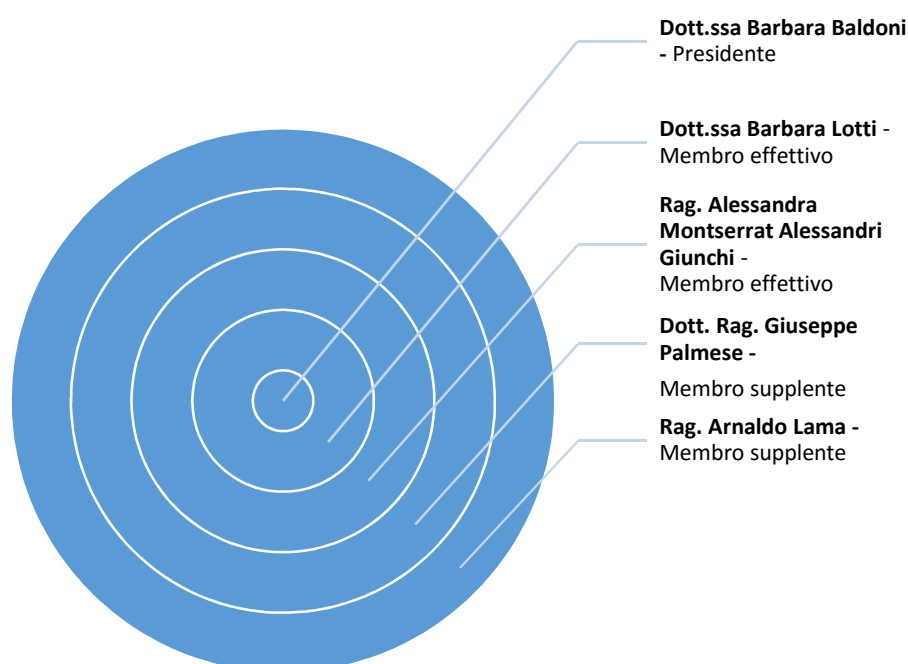 Dott.ssa Barbara Baldoni
- Presidente
Dott.ssa Barbara Lotti -
Membro effettivo
Rag. Alessandra
Montserrat Alessandri
Giunchi -
Membro effettivo
Dott. Rag. Giuseppe
Palmese -
Membro supplente
Rag. Arnaldo Lama -
Membro supplente